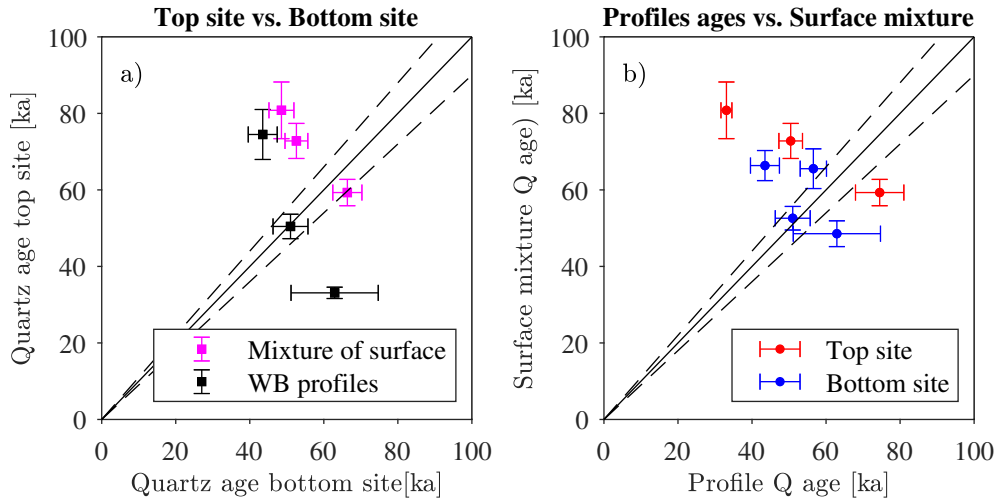 Top site vs. Bottom site
a)
Quartz age top site [ka]
100
80
60
40
20
0
Mixture of surface
WB profiles
0 20 40 60 80 100
Quartz age bottom site[ka]
Profiles ages vs. Surface mixture
b)
Surface mixture Q age) [ka]
100
80
60
40
20
0
Top site
Bottom site
0 20 40 60 80 100
Profile Q age [ka]